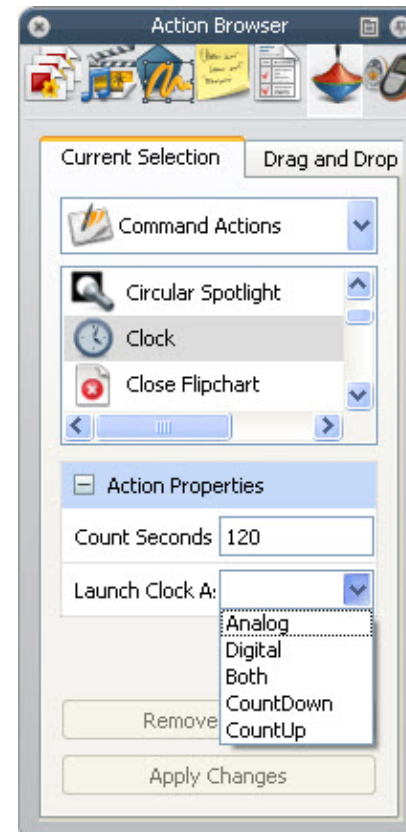 Action Browser
Current Selection
Drag and Drop
Command Actions
Circular Spotlight
Clock
Close Flipchart
Action Properties
Count Seconds 120
Launch Clock A:
Analog
Digital
Both
CountDown
CountUp
Remove
Apply Changes